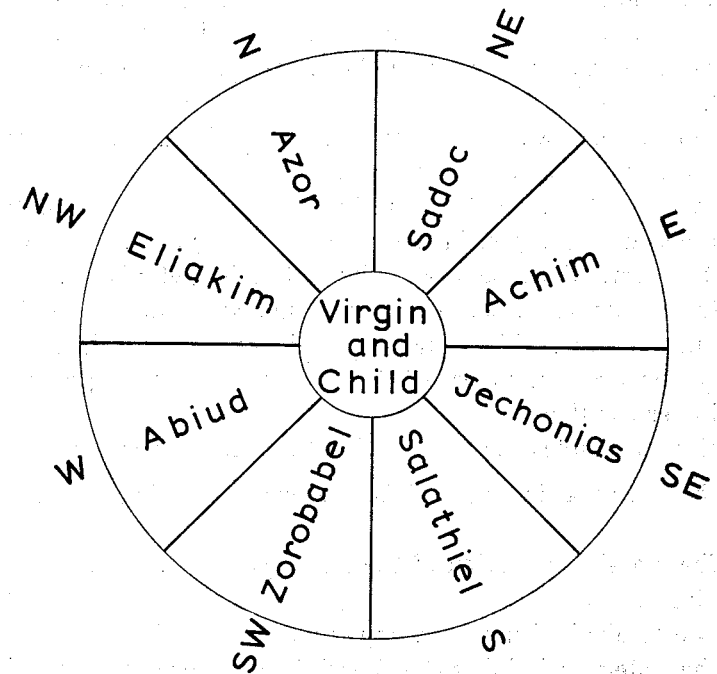 N
NE
NW
Azor
Sadoc
E
Eliakim
Achim
Virgin
and
Child
Abiud
Jechonias
W
Zorobabel
Salathiel
SE
SW
S